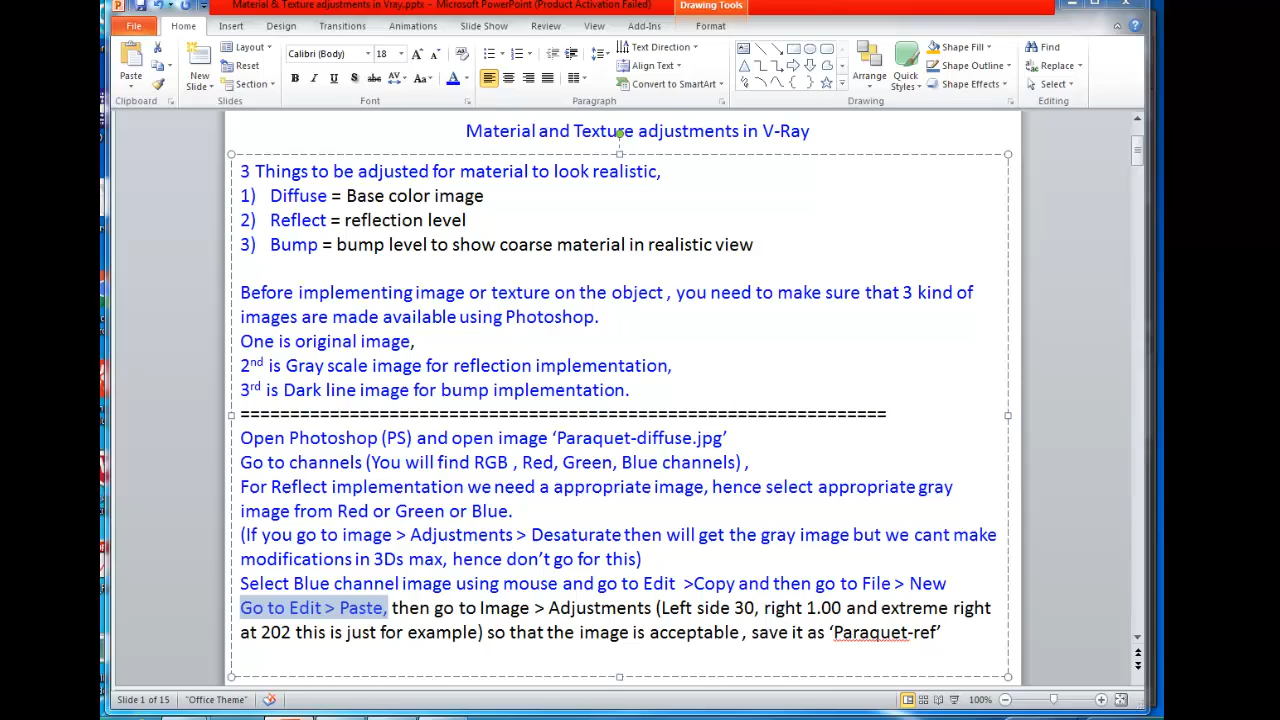 Material & Texture adjustments in Vray.ppts - Microsoft PowerPoint (Product Activation Failed)
Drawing Tools
File Home Insert Design Transitions Animations Slide Show Review View Add-Ins Format
Paste
Clipboard
New Slide
Layout
Reset
Section
Slides
Calibri (Body) 18
Font
Text Direction
Align Text
Convert to SmartArt
Paragraph
Arrange
Quick Styles
Shape Fill
Shape Outline
Shape Effects
Drawing
Find
Replace
Select
Editing
Material and Texture adjustments in V-Ray
3 Things to be adjusted for material to look realistic,
1) Diffuse = Base color image
2) Reflect = reflection level
3) Bump = bump level to show coarse material in realistic view
Before implementing image or texture on the object , you need to make sure that 3 kind of
images are made available using Photoshop.
One is original image,
2nd is Gray scale image for reflection implementation,
3rd is Dark line image for bump implementation.
=================================================================
Open Photoshop (PS) and open image ‘Paraquet-diffuse.jpg’
Go to channels (You will find RGB , Red, Green, Blue channels) ,
For Reflect implementation we need a appropriate image, hence select appropriate gray
image from Red or Green or Blue.
(If you go to image > Adjustments > Desaturate then will get the gray image but we cant make
modifications in 3Ds max, hence don’t go for this)
Select Blue channel image using mouse and go to Edit >Copy and then go to File > New
Go to Edit > Paste, then go to Image > Adjustments (Left side 30, right 1.00 and extreme right
at 202 this is just for example) so that the image is acceptable , save it as ‘Paraquet-ref’
Slide 1 of 15 "Office Theme" 100%